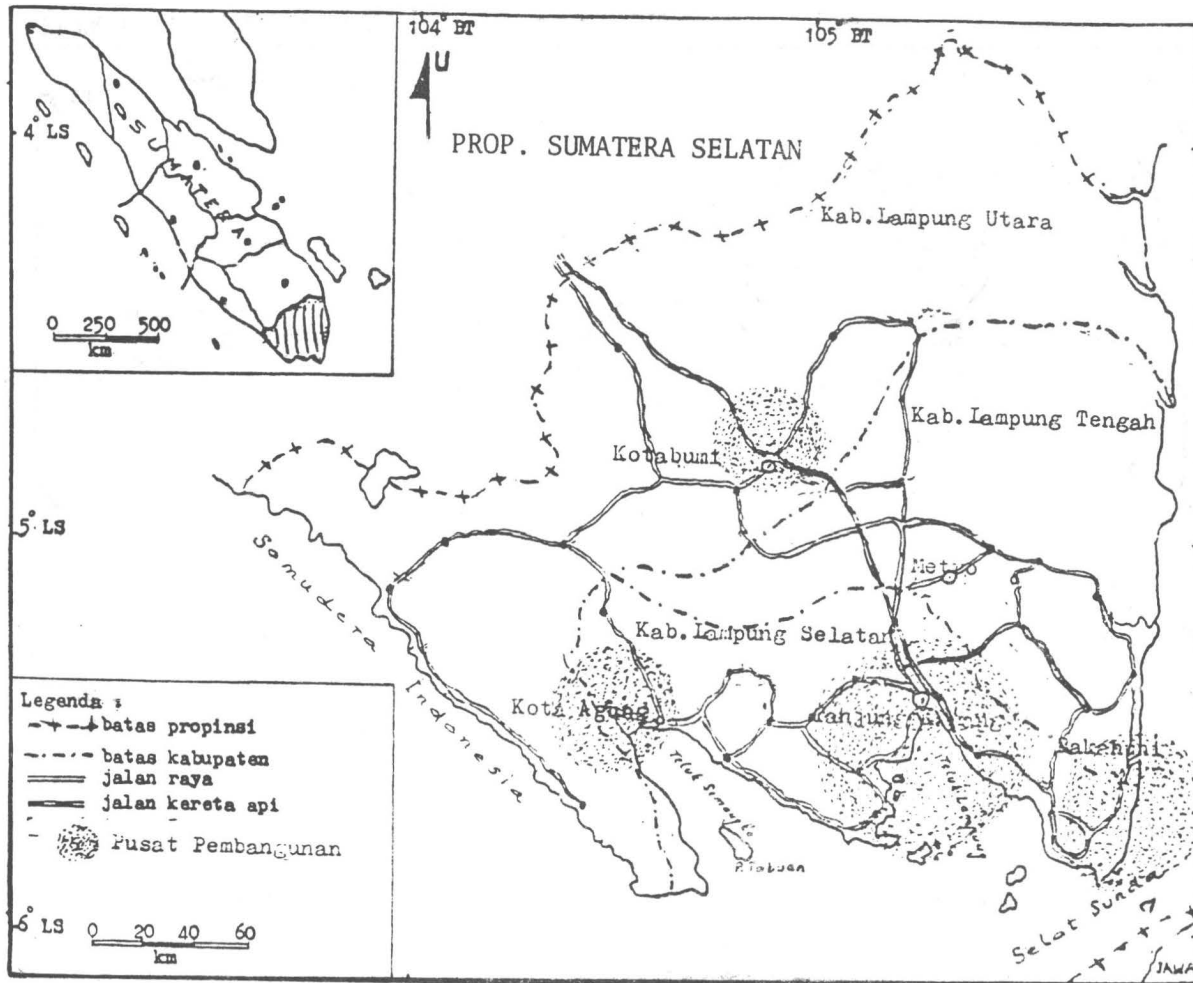 104° BT
105° BT
U
4° LS
SUMATERA
0 250 500
km
PROP. SUMATERA SELATAN
Kab.Lampung Utara
Kab.Lampung Tengah
Kotabumi
5° LS
Metro
Samudera
Indonesia
Kab.Lampung Selatan
Kota Agung
Legenda :
batas propinsi
batas kabupaten
jalan raya
jalan kereta api
Pusat Pembangunan
Teluk
Teluk
6° LS
0 20 40 60
km
Selat Sunda
JAWA